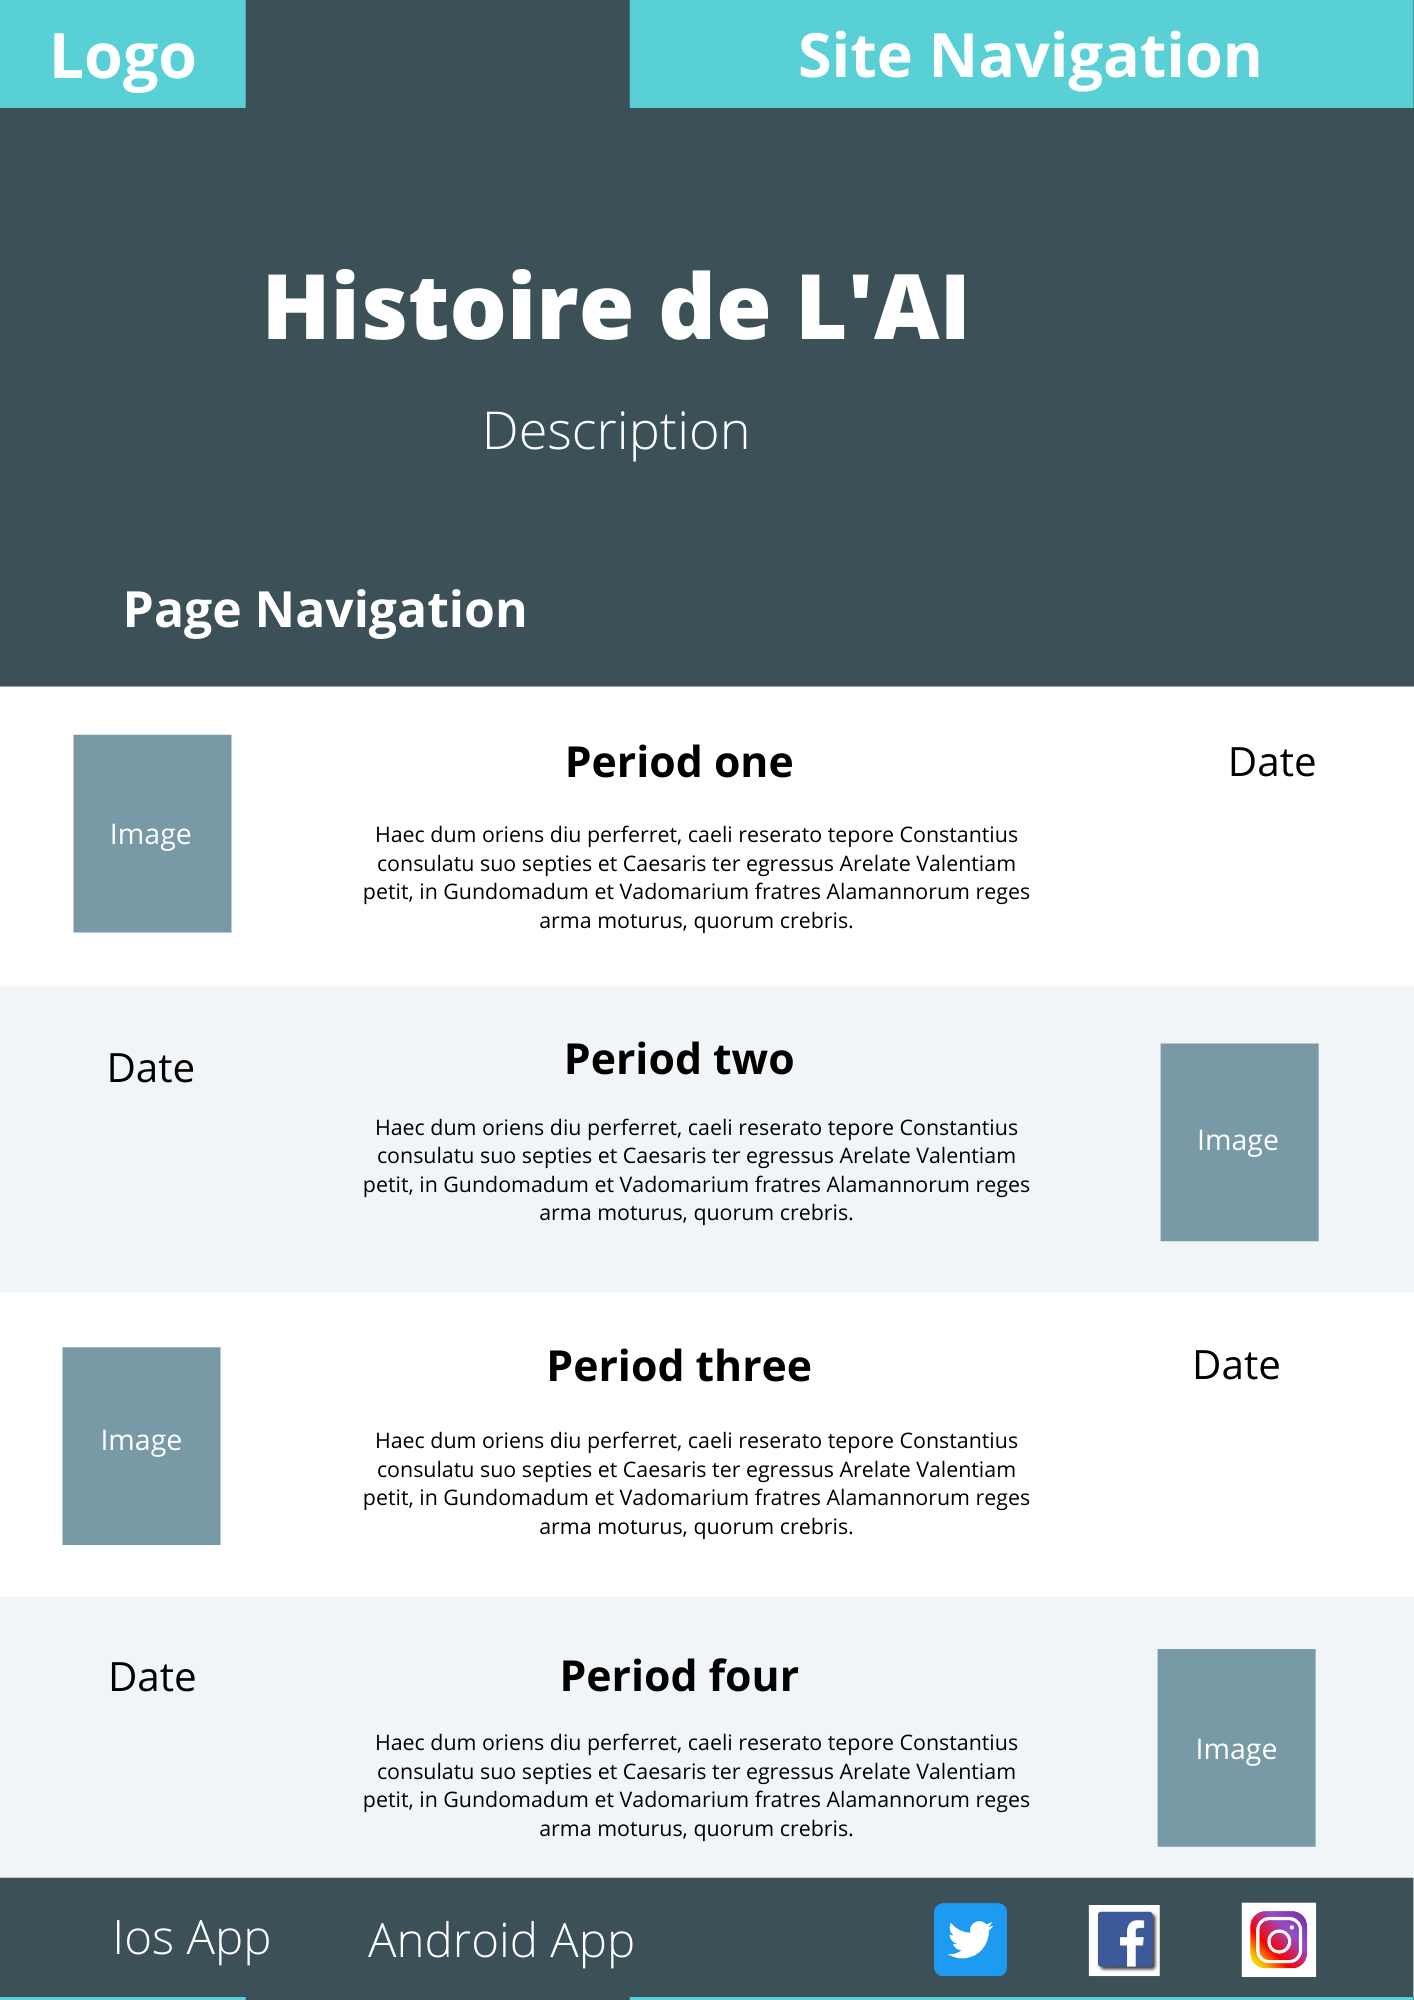 Logo
Site Navigation
Histoire de L'AI
Description
Page Navigation
Image
Period one
Date
Haec dum oriens diu perferret, caeli reserato tepore Constantius
consulatu suo septies et Caesaris ter egressus Arelate Valentiam
petit, in Gundomadum et Vadomarium fratres Alamannorum reges
arma moturus, quorum crebris.
Date
Period two
Image
Haec dum oriens diu perferret, caeli reserato tepore Constantius
consulatu suo septies et Caesaris ter egressus Arelate Valentiam
petit, in Gundomadum et Vadomarium fratres Alamannorum reges
arma moturus, quorum crebris.
Image
Period three
Date
Haec dum oriens diu perferret, caeli reserato tepore Constantius
consulatu suo septies et Caesaris ter egressus Arelate Valentiam
petit, in Gundomadum et Vadomarium fratres Alamannorum reges
arma moturus, quorum crebris.
Date
Period four
Image
Haec dum oriens diu perferret, caeli reserato tepore Constantius
consulatu suo septies et Caesaris ter egressus Arelate Valentiam
petit, in Gundomadum et Vadomarium fratres Alamannorum reges
arma moturus, quorum crebris.
Ios App
Android App